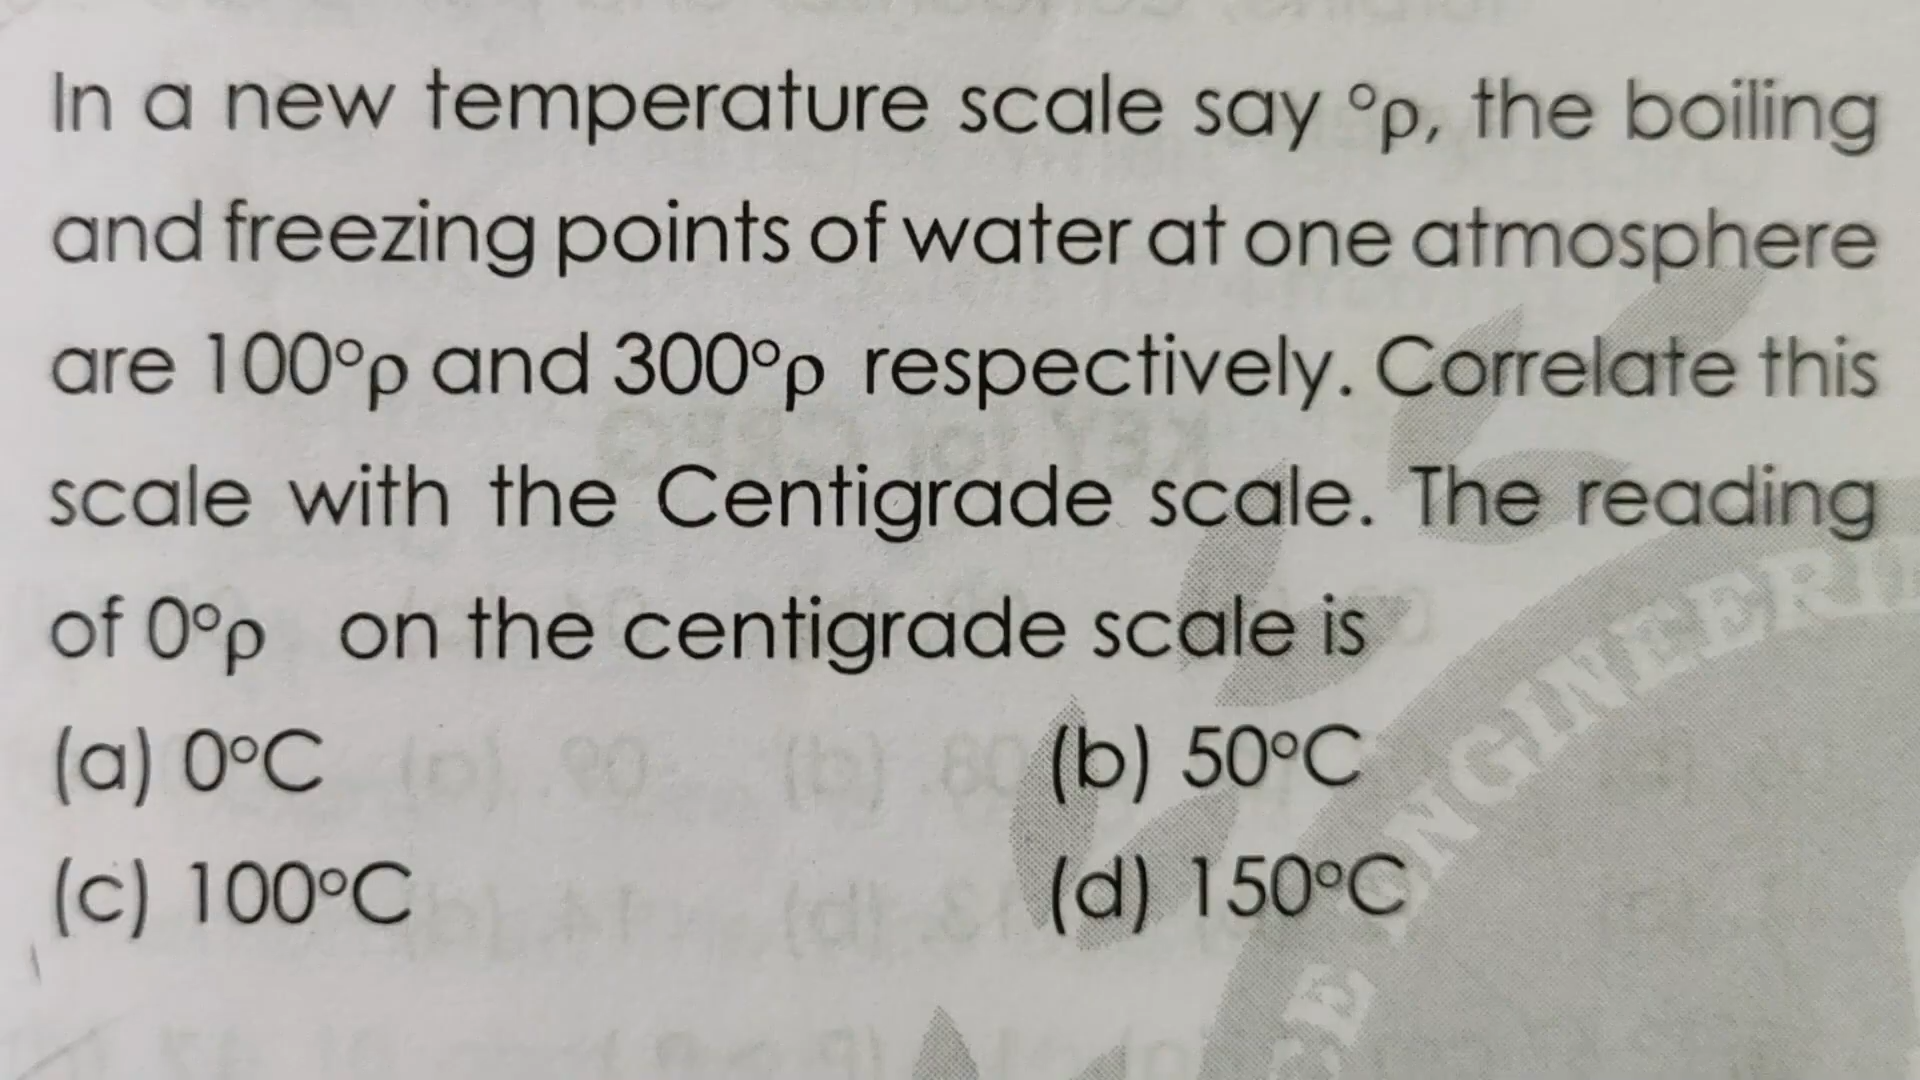 In a new temperature scale say °ρ, the boiling
and freezing points of water at one atmosphere
are 100°ρ and 300°ρ respectively. Correlate this
scale with the Centigrade scale. The reading
of 0°ρ on the centigrade scale is
(a) 0°C (b) 50°C
(c) 100°C (d) 150°C